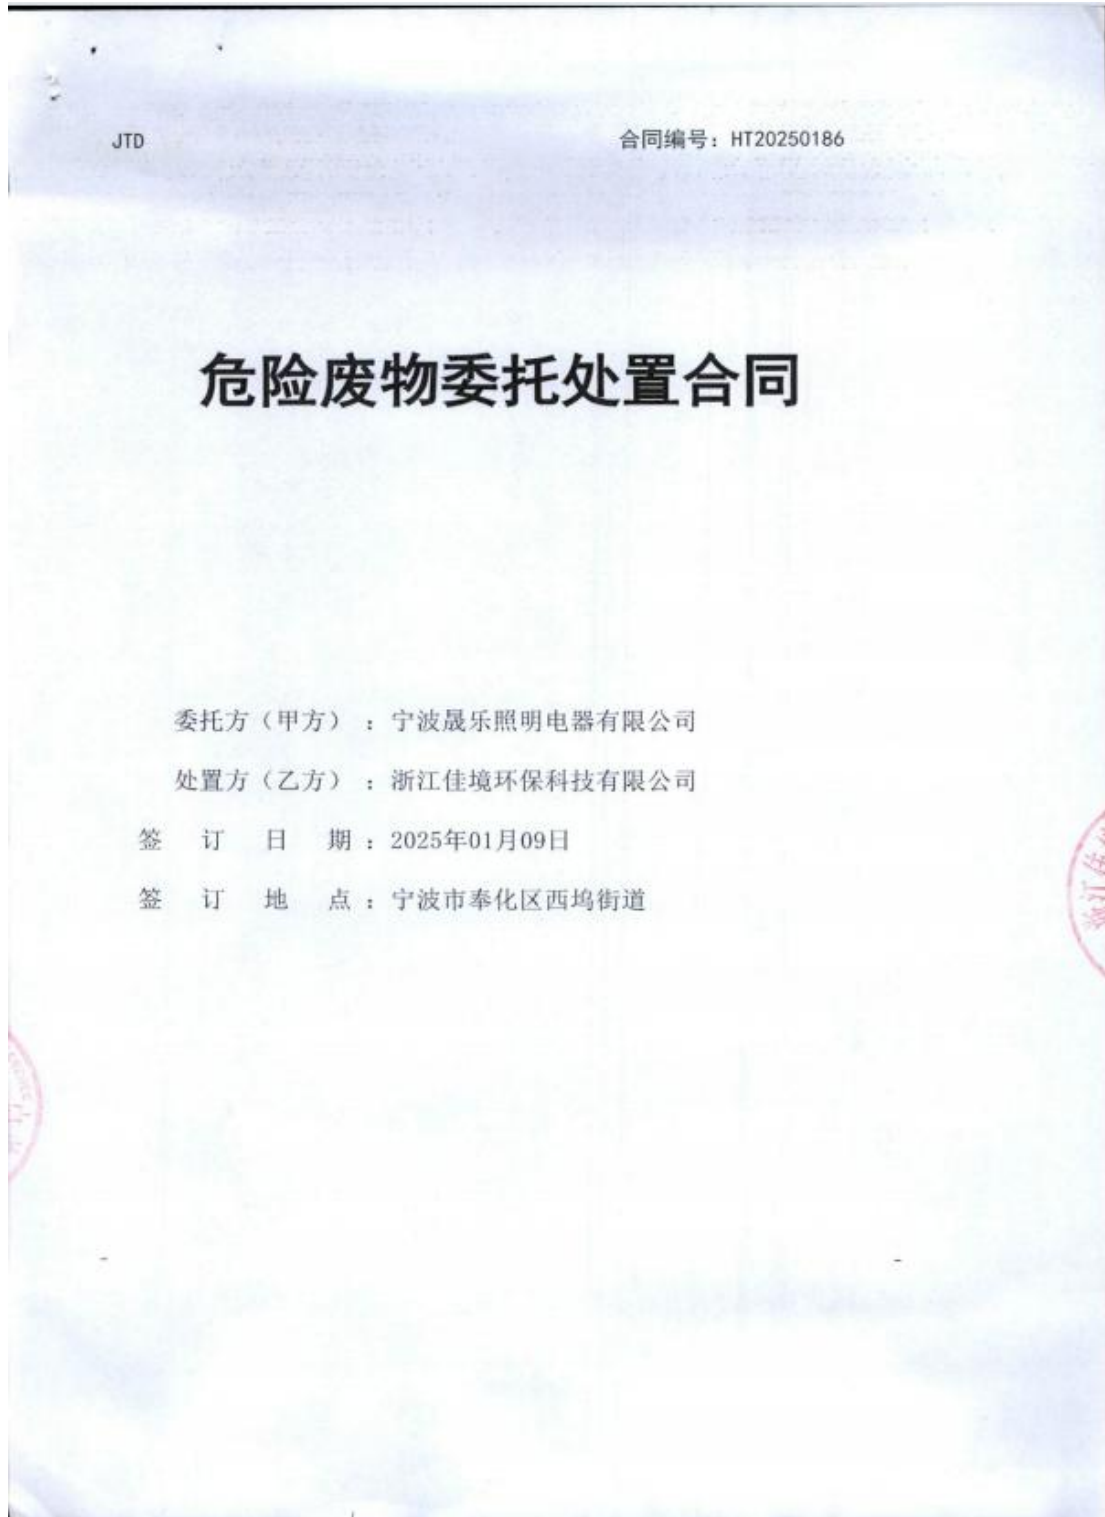 JTD 合同编号：HT20250186
危险废物委托处置合同
委托方（甲方）：宁波晟乐照明电器有限公司
处置方（乙方）：浙江佳境环保科技有限公司
签 订 日 期：2025年01月09日
签 订 地 点：宁波市奉化区西坞街道
浙江佳